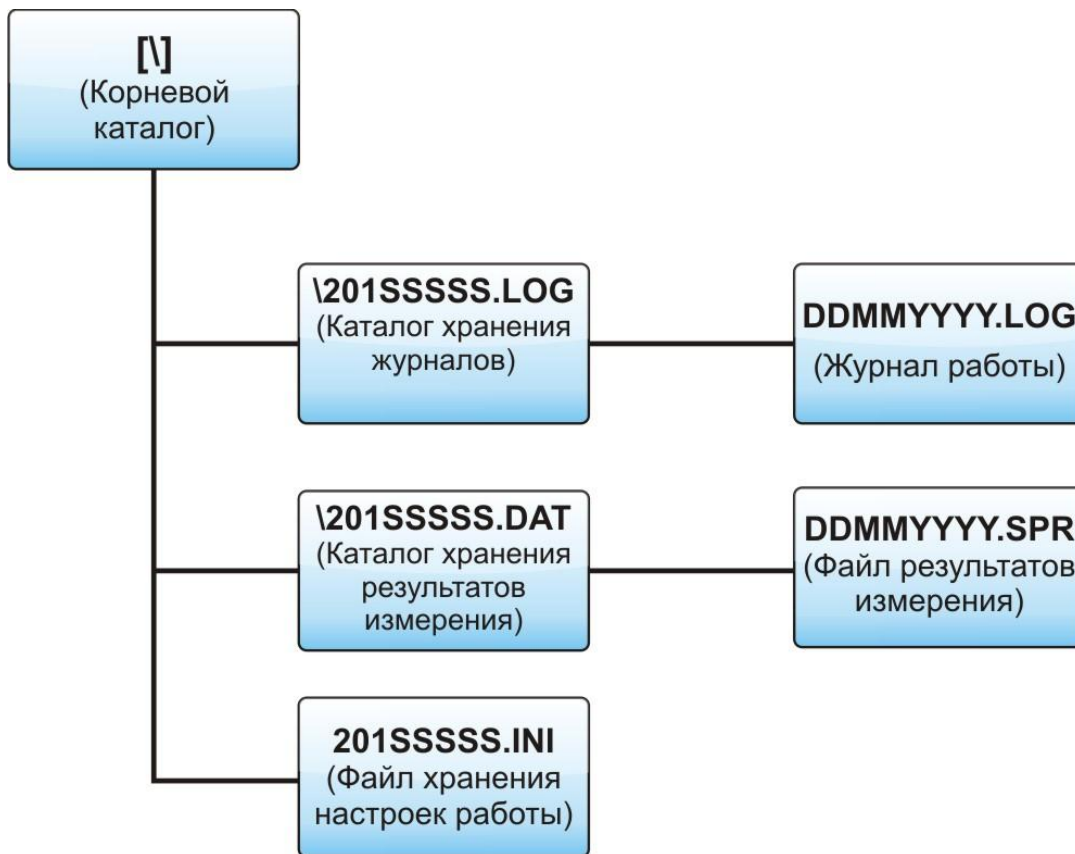 [\]
(Корневой
каталог)
\201SSSSS.LOG
(Каталог хранения
журналов)
DDMMYYYY.LOG
(Журнал работы)
\201SSSSS.DAT
(Каталог хранения
результатов
измерения)
DDMMYYYY.SPR
(Файл результатов
измерения)
201SSSSS.INI
(Файл хранения
настроек работы)